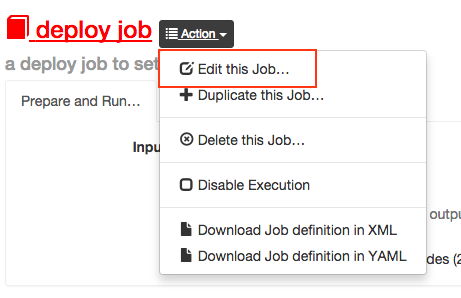 deploy job Action
a deploy job to set
Edit this Job…
Prepare and Run… Duplicate this Job…
Inpu Delete this Job…
Disable Execution
Download Job definition in XML outpu
Download Job definition in YAML des (2